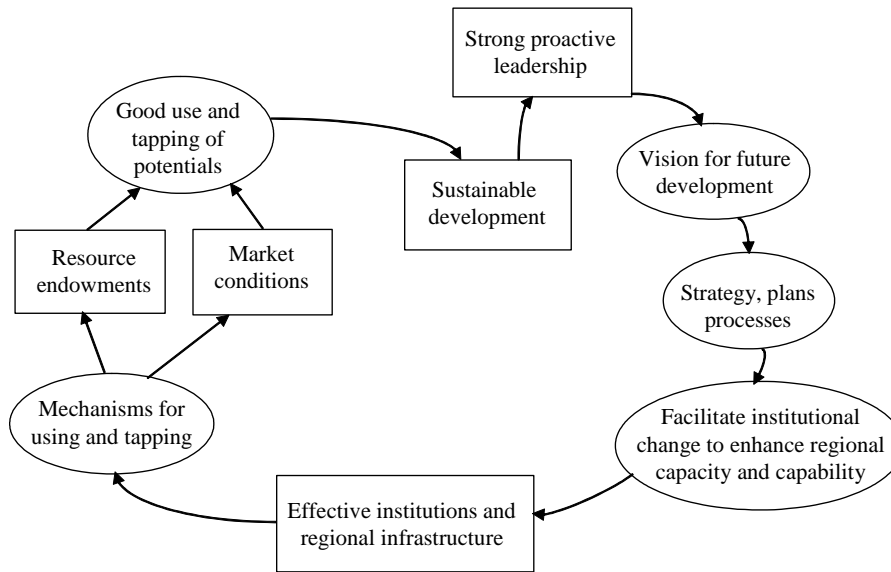 Strong proactive
leadership
Good use and
tapping of
potentials
Vision for future
development
Sustainable
development
Resource
endowments
Market
conditions
Strategy, plans
processes
Mechanisms for
using and tapping
Facilitate institutional
change to enhance regional
capacity and capability
Effective institutions and
regional infrastructure